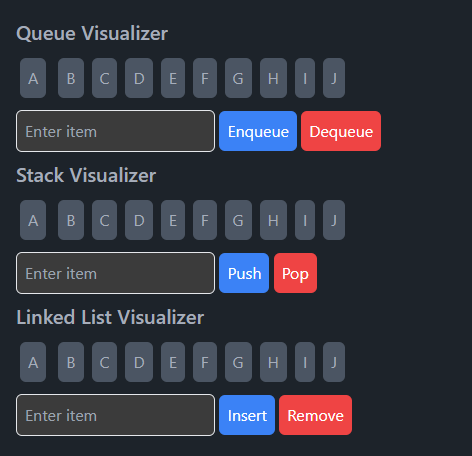 Queue Visualizer
A B C D E F G H I J
Enter item Enqueue Dequeue
Stack Visualizer
A B C D E F G H I J
Enter item Push Pop
Linked List Visualizer
A B C D E F G H I J
Enter item Insert Remove